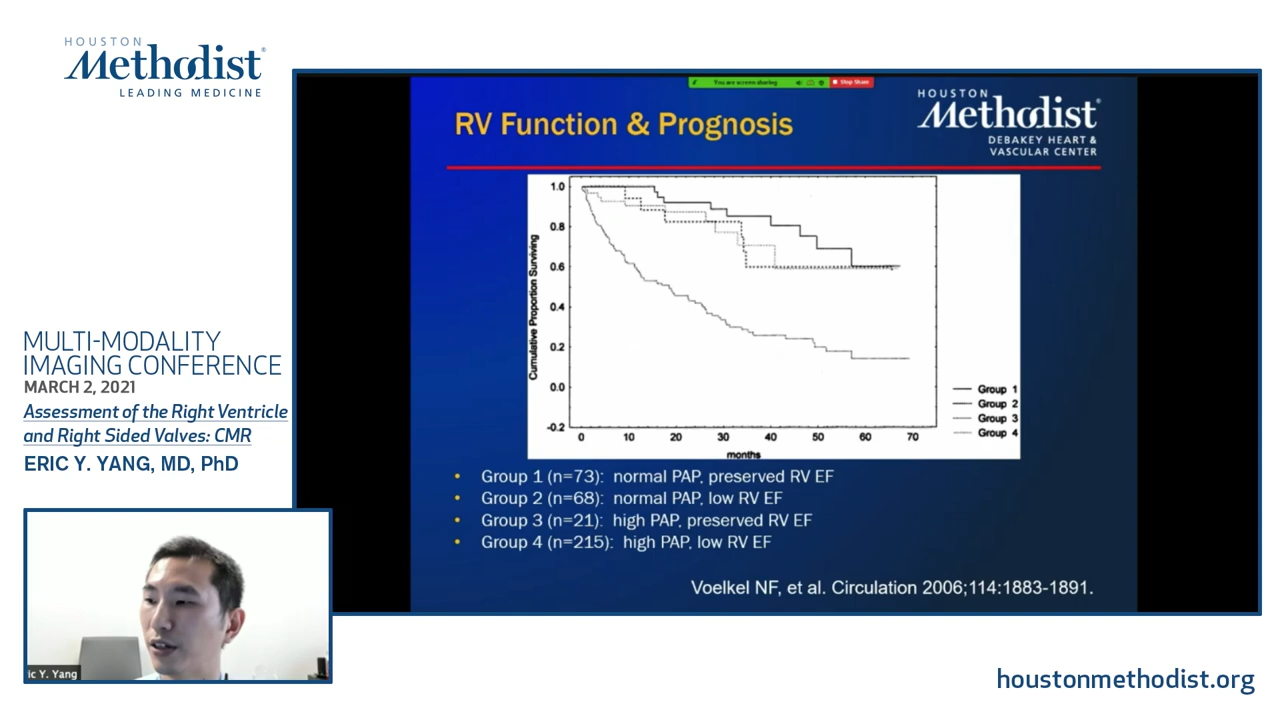 HOUSTON
Methodist®
LEADING MEDICINE
MULTI-MODALITY
IMAGING CONFERENCE
MARCH 2, 2021
Assessment of the Right Ventricle
and Right Sided Valves: CMR
ERIC Y. YANG, MD, PhD
ic Y. Yang
You are screen sharing
Stop Share
RV Function & Prognosis
HOUSTON
Methodist®
DEBAKEY HEART &
VASCULAR CENTER
Cumulative Proportion Surviving
1.0
0.8
0.6
0.4
0.2
0.0
-0.2
0 10 20 30 40 50 60 70
months
Group 1
Group 2
Group 3
Group 4
• Group 1 (n=73): normal PAP, preserved RV EF
• Group 2 (n=68): normal PAP, low RV EF
• Group 3 (n=21): high PAP, preserved RV EF
• Group 4 (n=215): high PAP, low RV EF
Voelkel NF, et al. Circulation 2006;114:1883-1891.
houstonmethodist.org